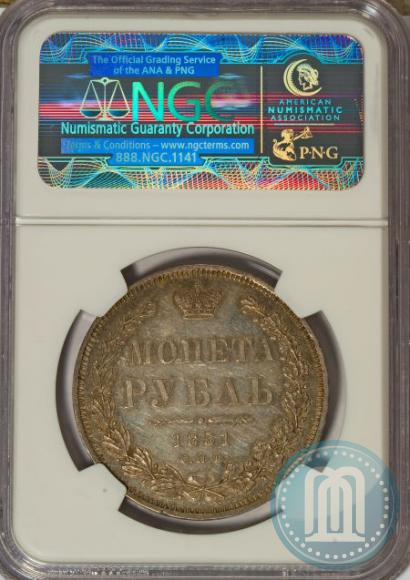 The Official Grading Service
of the ANA & PNG
NGC
Numismatic Guaranty Corporation
Terms & Conditions – www.ngcterms.com
888.NGC.1141
AMERICAN
NUMISMATIC
ASSOCIATION
P·N·G
МОНЕТА
РУБЛЬ
1851
С.П.Б.